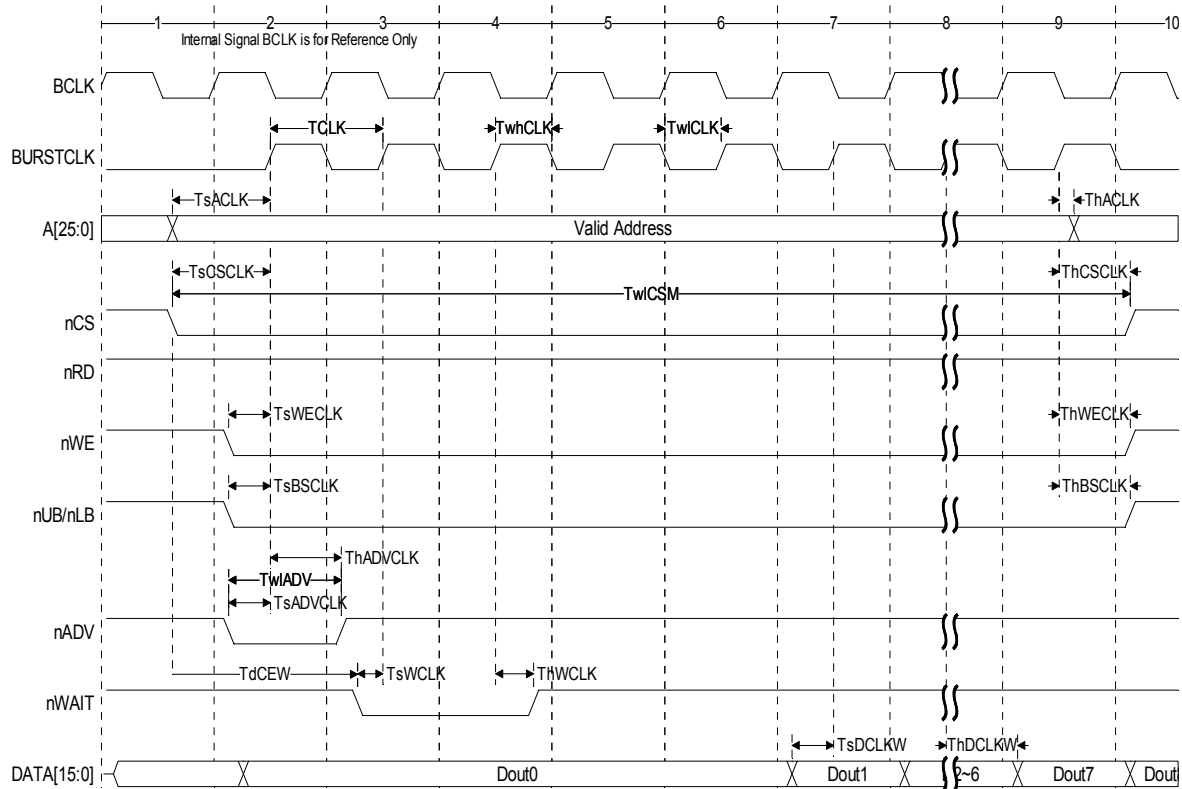 1 2 3 4 5 6 7 8 9 10
Internal Signal BCLK is for Reference Only
BCLK
TCLK TwhCLK TwlCLK
BURSTCLK
TsACLK ThACLK
A[25:0] Valid Address
TsCSCLK ThCSCLK
TwlCSM
nCS
nRD
TsWECLK ThWECLK
nWE
TsBSCLK ThBSCLK
nUB/nLB
ThADVCLK
TwlADV
TsADVCLK
nADV
TdCEW TsWCLK ThWCLK
nWAIT
TsDCLKW ThDCLKW
DATA[15:0] Dout0 Dout1 2~6 Dout7